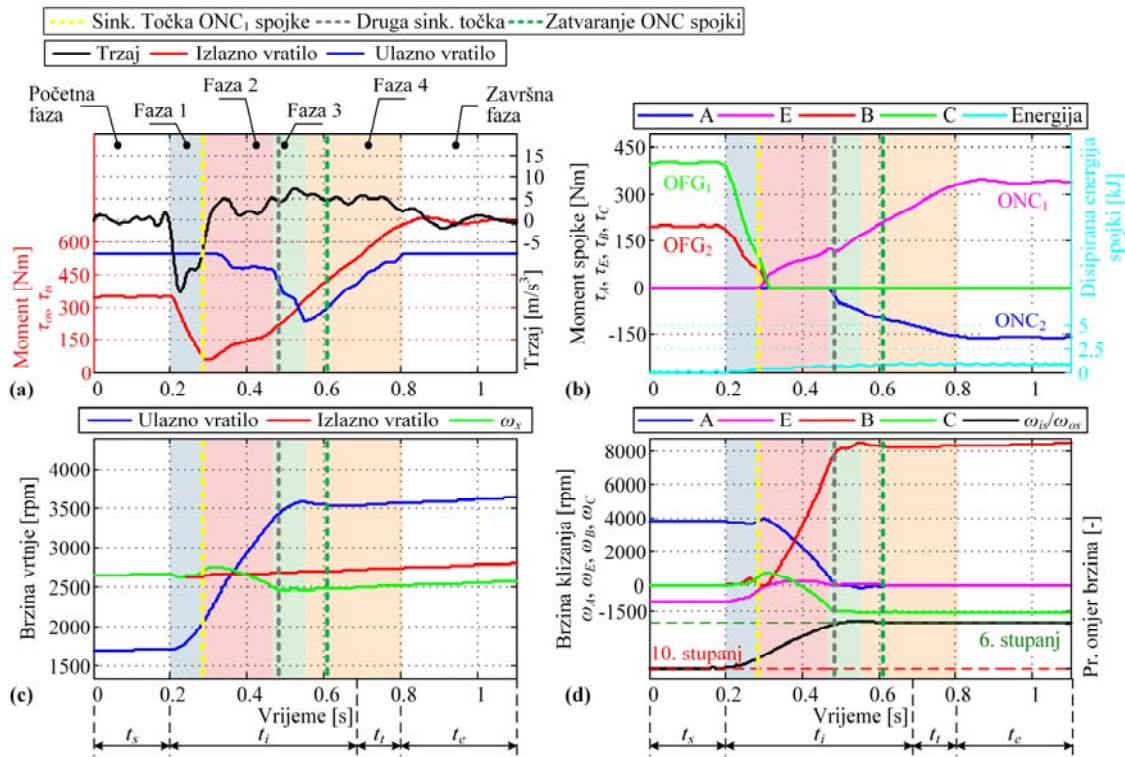 Sink. Točka ONC₁ spojke Druga sink. točka Zatvaranje ONC spojki
Trzaj Izlazno vratilo Ulazno vratilo
Početna faza
Faza 1
Faza 2
Faza 3
Faza 4
Završna faza
Moment [Nm]
τos, τis
600
450
300
150
0
15
10
5
0
-5
Trzaj [m/s³]
0 0.2 0.4 0.6 0.8 1
(a)
A E B C Energija
Moment spojke [Nm]
τA, τE, τB, τC
450
300
150
0
-150
OFG₁
OFG₂
ONC₁
ONC₂
5
2.5
0
Disipirana energija spojki [kJ]
0 0.2 0.4 0.6 0.8 1
(b)
Ulazno vratilo Izlazno vratilo ωx
Brzina vrtnje [rpm]
4000
3500
3000
2500
2000
1500
0 0.2 0.4 0.6 0.8 1
(c)
Vrijeme [s]
ts ti tt te
A E B C ωis/ωos
Brzina klizanja [rpm]
ωA, ωE, ωB, ωC
8000
4000
0
-1500
10. stupanj
6. stupanj
Pr. omjer brzina [-]
0 0.2 0.4 0.6 0.8 1
(d)
Vrijeme [s]
ts ti tt te